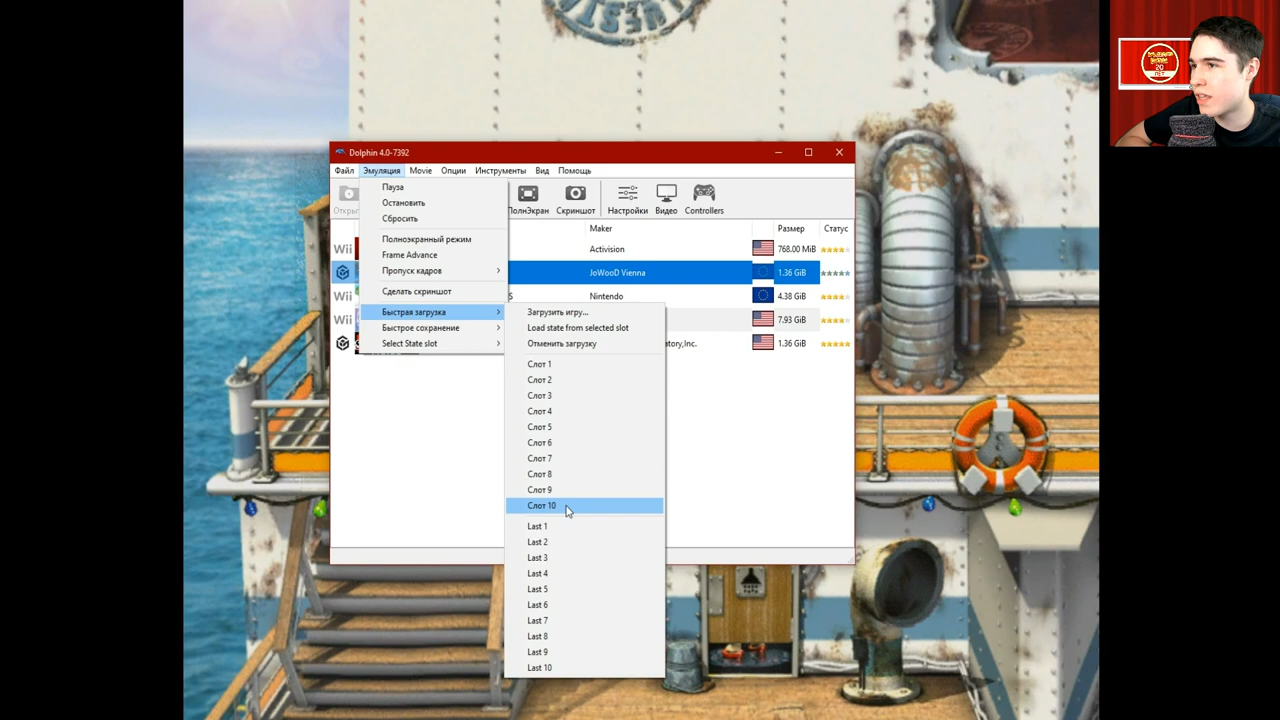 Dolphin 4.0-7392
Файл Эмуляция Movie Опции Инструменты Вид Помощь
ПолнЭкран Скриншот Настройки Видео Controllers
Пауза
Остановить
Сбросить
Полноэкранный режим
Frame Advance
Пропуск кадров
Сделать скриншот
Быстрая загрузка
Быстрое сохранение
Select State slot
Maker Размер Статус
Wii Activision 768.00 MiB
JoWooD Vienna 1.36 GiB
Wii Nintendo 4.38 GiB
Wii 7.93 GiB
1.36 GiB
Загрузить игру...
Load state from selected slot
Отменить загрузку
Слот 1
Слот 2
Слот 3
Слот 4
Слот 5
Слот 6
Слот 7
Слот 8
Слот 9
Слот 10
Last 1
Last 2
Last 3
Last 4
Last 5
Last 6
Last 7
Last 8
Last 9
Last 10
20
ЛЕТ